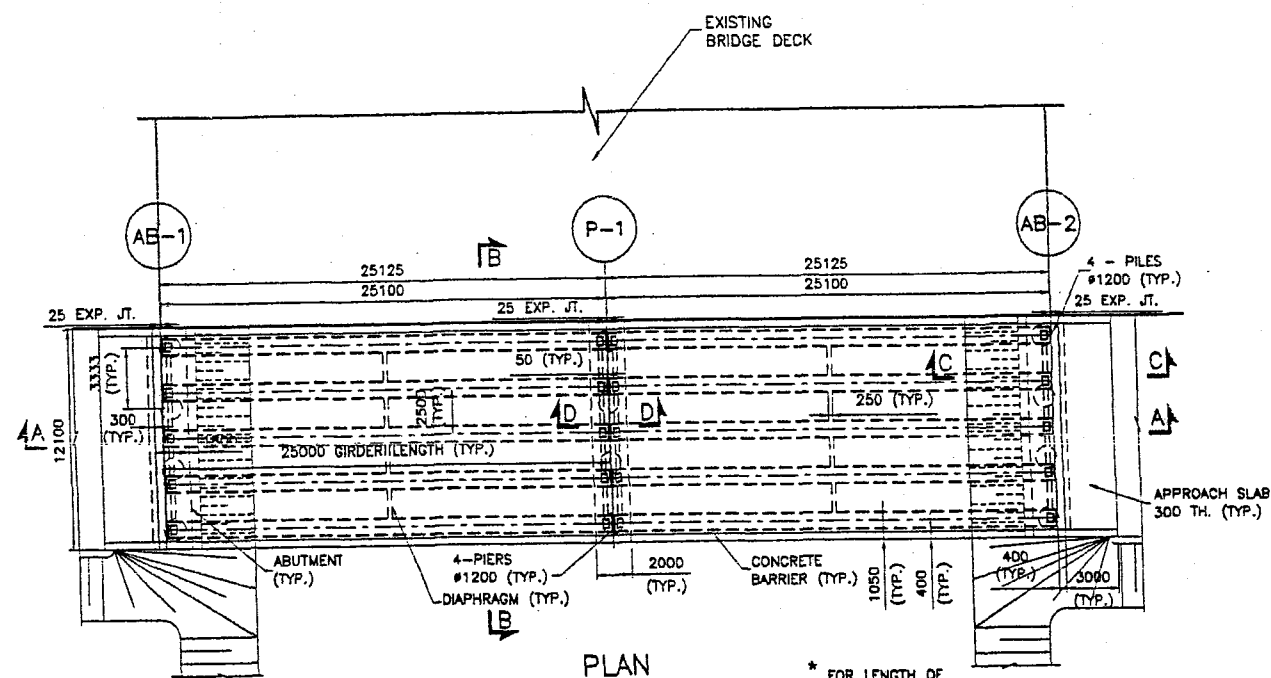 EXISTING
BRIDGE DECK
AB-1
P-1
AB-2
B
25125
25125
4 - PILES
ø1200 (TYP.)
25100
25100
25 EXP. JT.
25 EXP. JT.
25 EXP. JT.
3333
(TYP.)
50 (TYP.)
C
C
2500
(TYP.)
D
D
250 (TYP.)
300
(TYP.)
A
A
12100
25000 GIRDER LENGTH (TYP.)
APPROACH SLAB
300 TH. (TYP.)
ABUTMENT
(TYP.)
4-PIERS
ø1200 (TYP.)
DIAPHRAGM (TYP.)
2000
(TYP.)
CONCRETE
BARRIER (TYP.)
1050
(TYP.)
400
(TYP.)
400
(TYP.)
3000
(TYP.)
B
PLAN
* FOR LENGTH OF